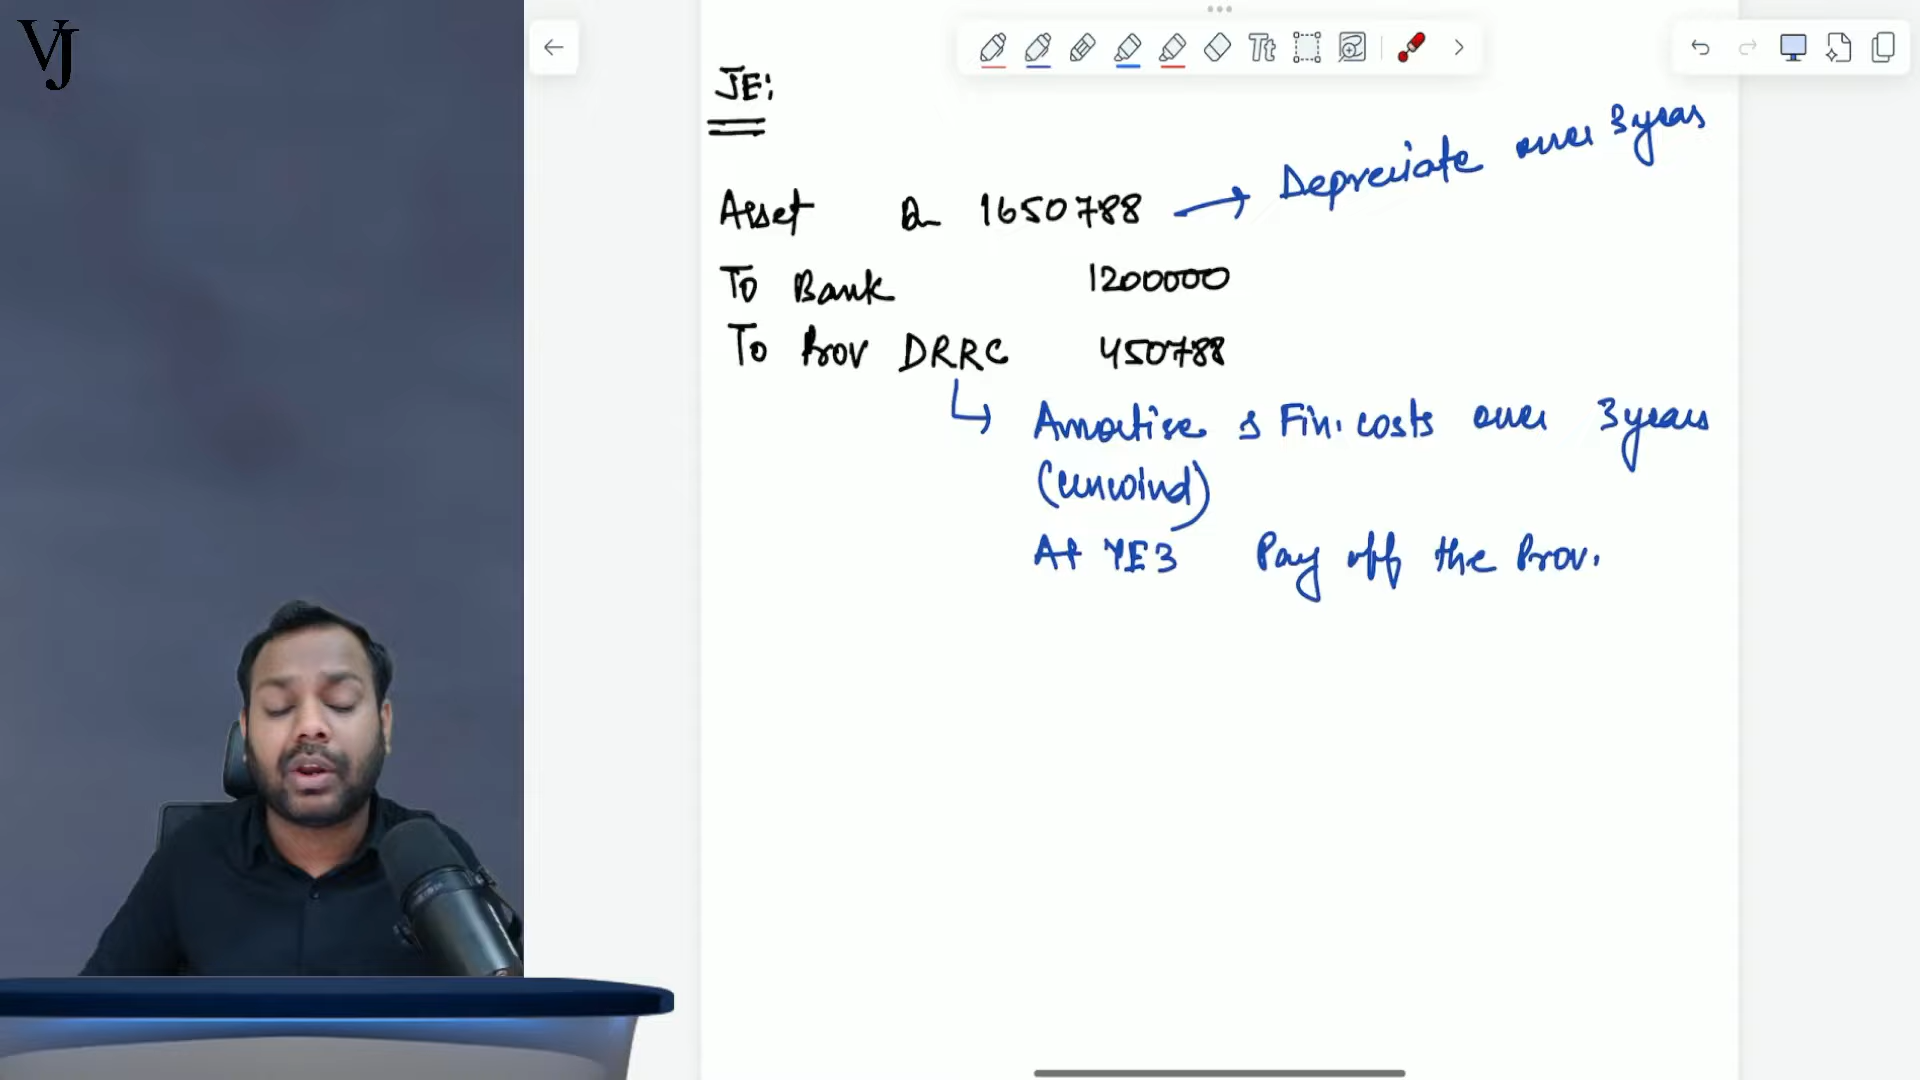 VJ
JE:
Asset Dr 1650788 → Depreciate over 3 years
To Bank 1200000
To Prov DRRC 450788
Amortise & Fin. costs over 3 years
(unwind)
At YE3 Pay off the Prov.